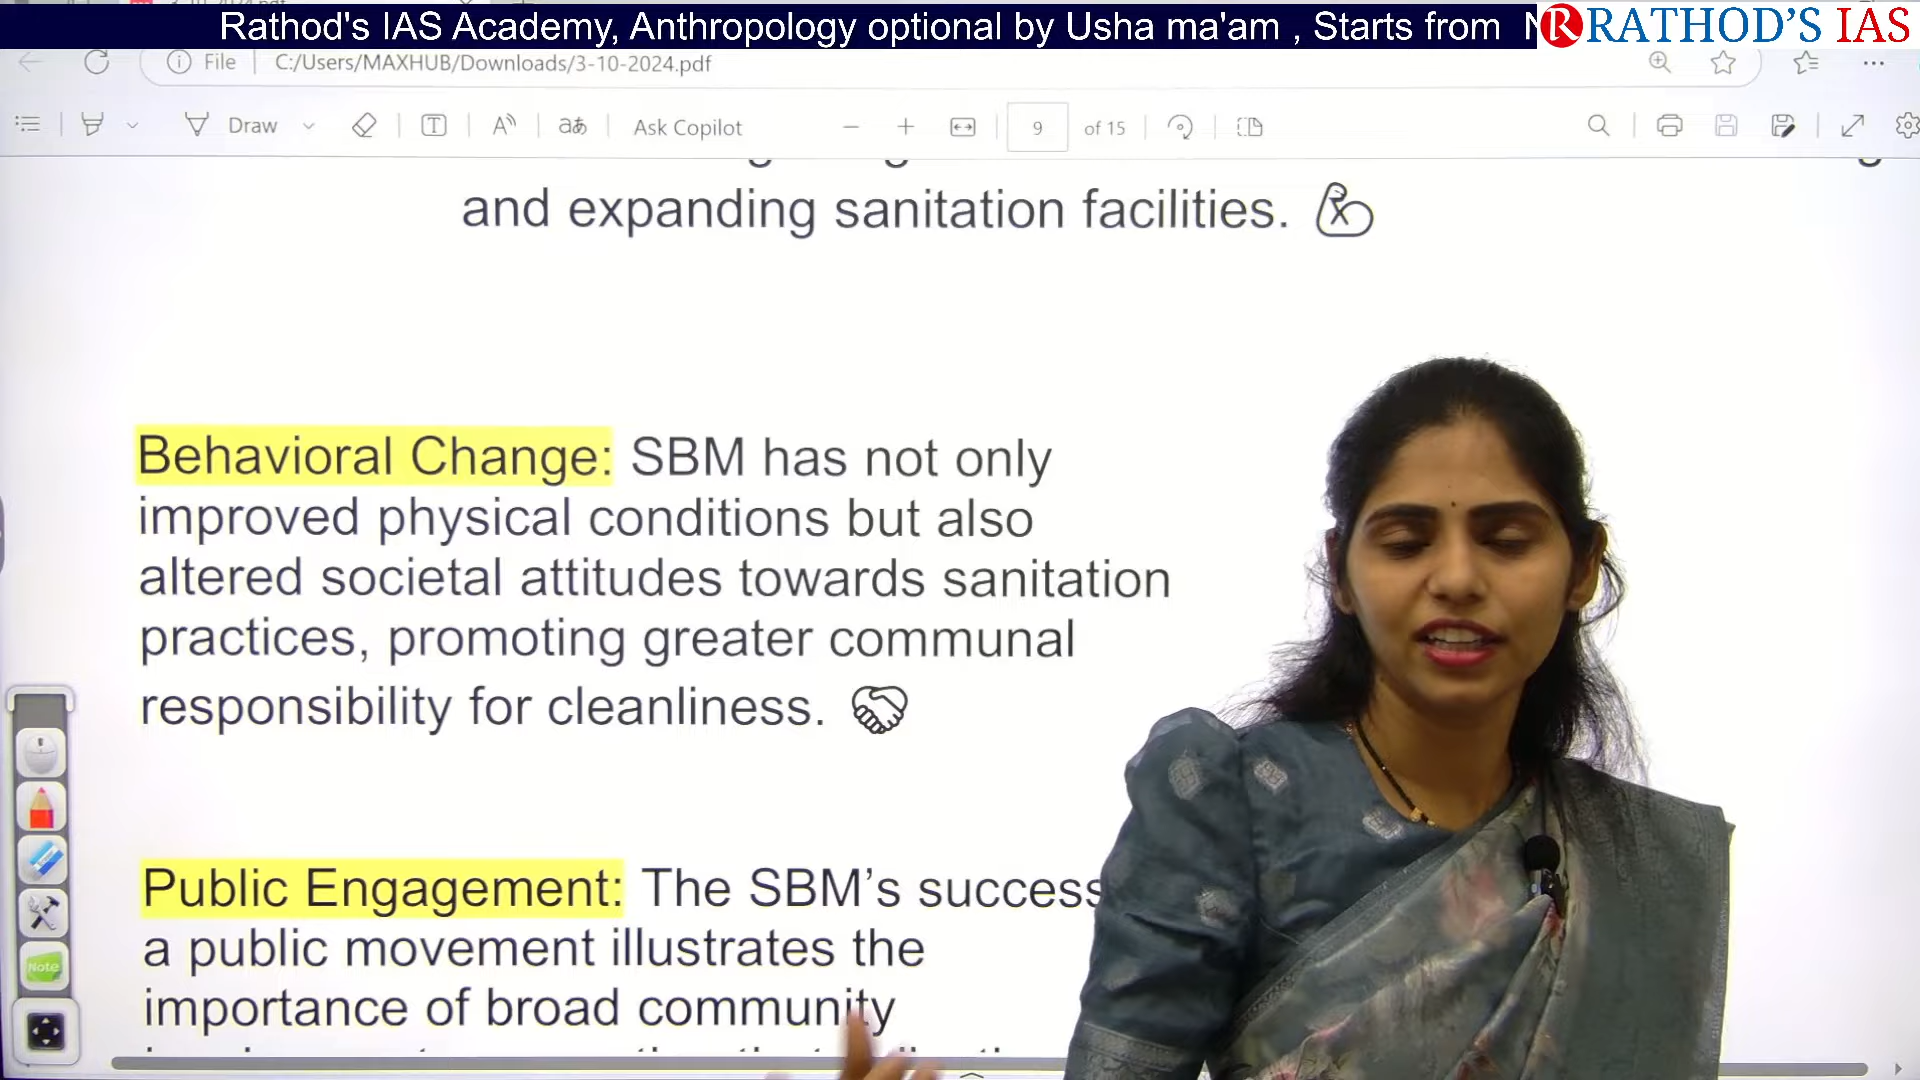 Rathod's IAS Academy, Anthropology optional by Usha ma'am , Starts from
RATHOD'S IAS
File
C:/Users/MAXHUB/Downloads/3-10-2024.pdf
Draw
Ask Copilot
9
of 15
and expanding sanitation facilities.
Behavioral Change: SBM has not only
improved physical conditions but also
altered societal attitudes towards sanitation
practices, promoting greater communal
responsibility for cleanliness.
Public Engagement: The SBM's success
a public movement illustrates the
importance of broad community
Note